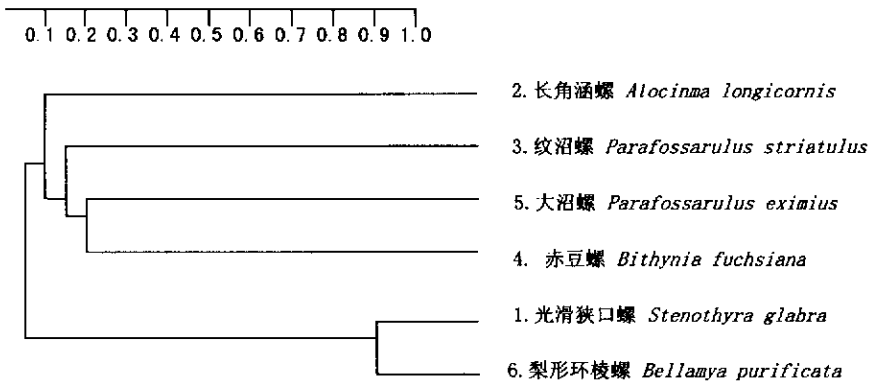 0.1 0.2 0.3 0.4 0.5 0.6 0.7 0.8 0.9 1.0
2.长角涵螺 Alocinma longicornis
3.纹沼螺 Parafossarulus striatulus
5.大沼螺 Parafossarulus eximius
4. 赤豆螺 Bithynia fuchsiana
1.光滑狭口螺 Stenothyra glabra
6.梨形环棱螺 Bellamya purificata